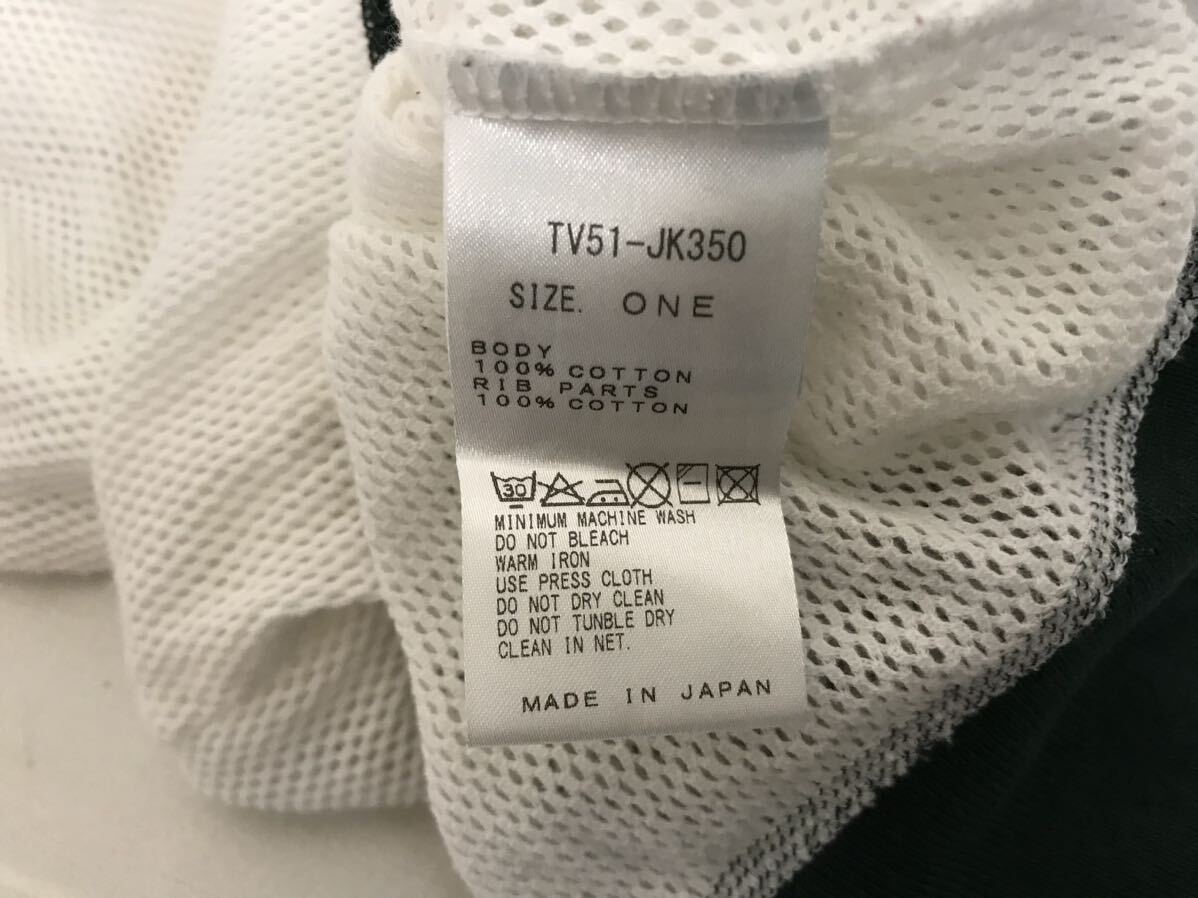 TV51-JK350
SIZE. ONE
BODY
100% COTTON
RIB PARTS
100% COTTON
30
MINIMUM MACHINE WASH
DO NOT BLEACH
WARM IRON
USE PRESS CLOTH
DO NOT DRY CLEAN
DO NOT TUNBLE DRY
CLEAN IN NET.
MADE IN JAPAN